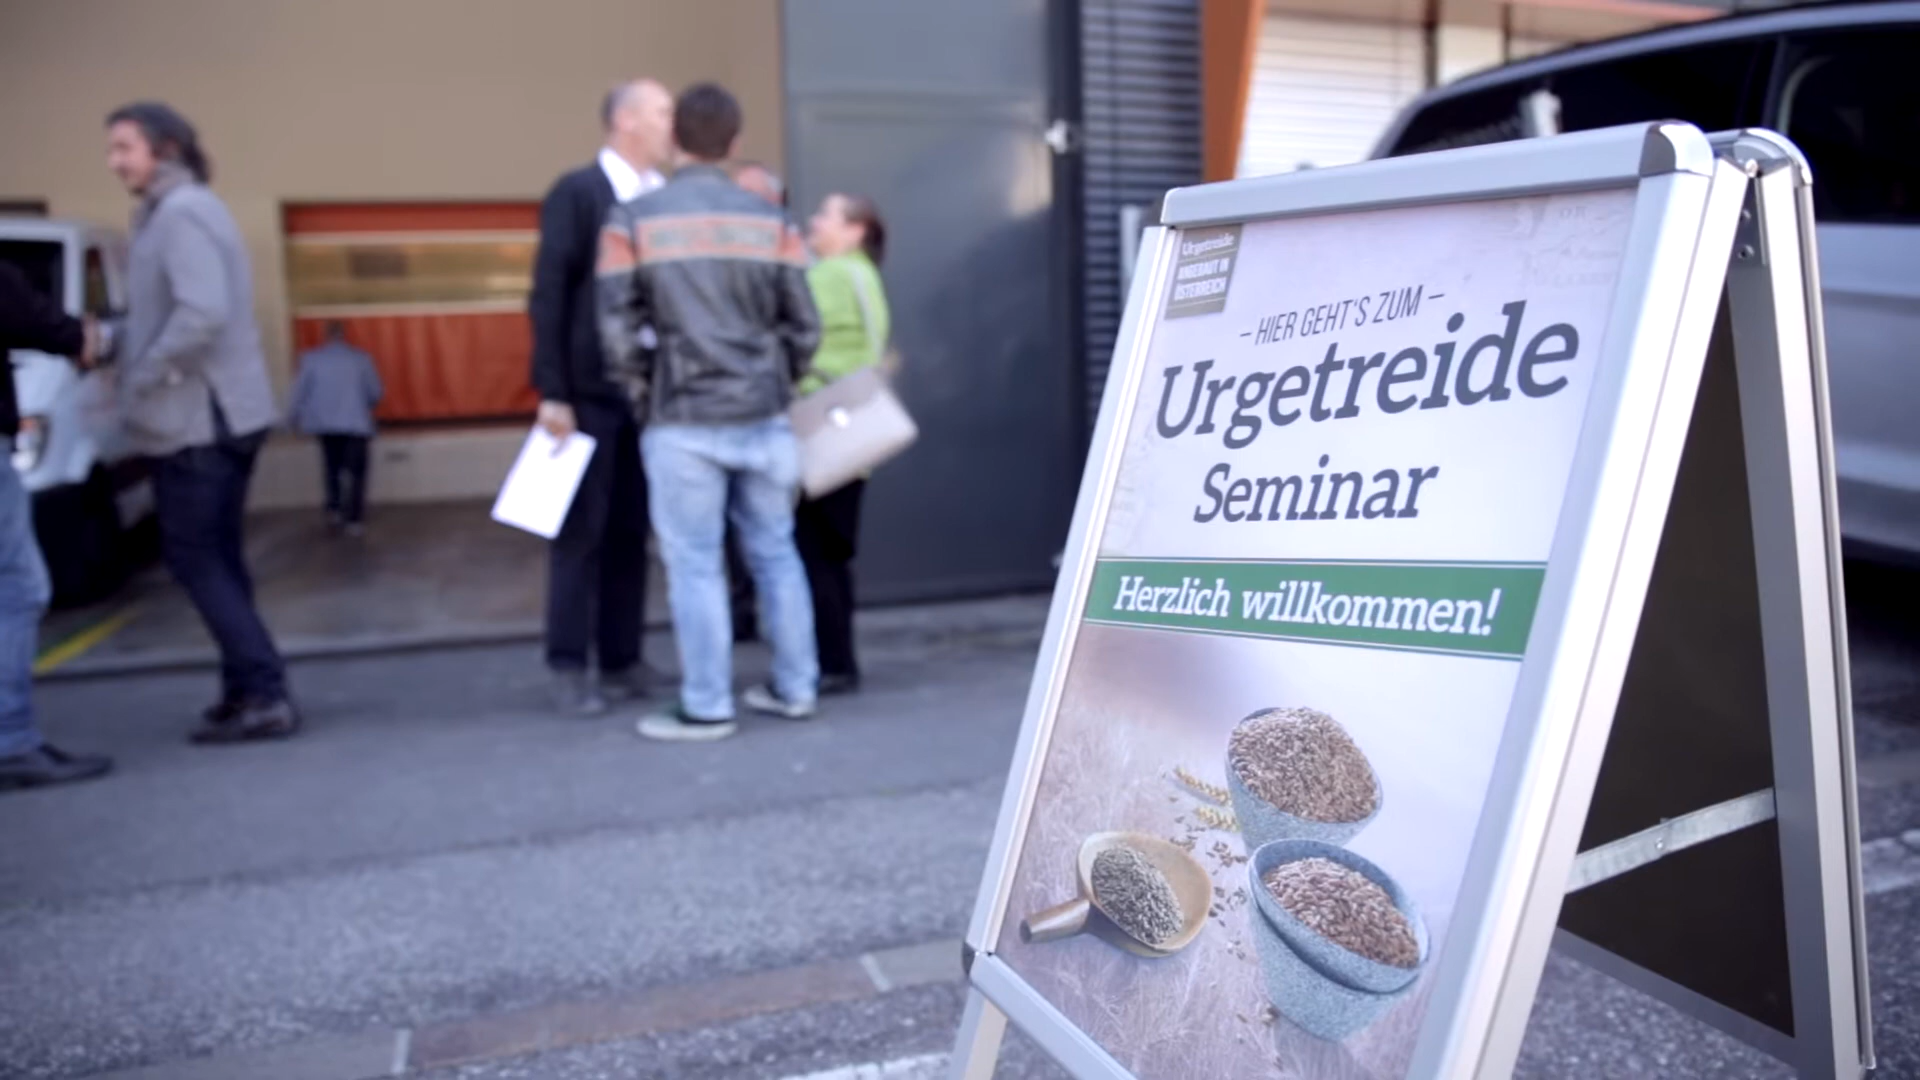 Urgetreide
ANGEBAUT IN
ÖSTERREICH
– HIER GEHT'S ZUM –
Urgetreide
Seminar
Herzlich willkommen!